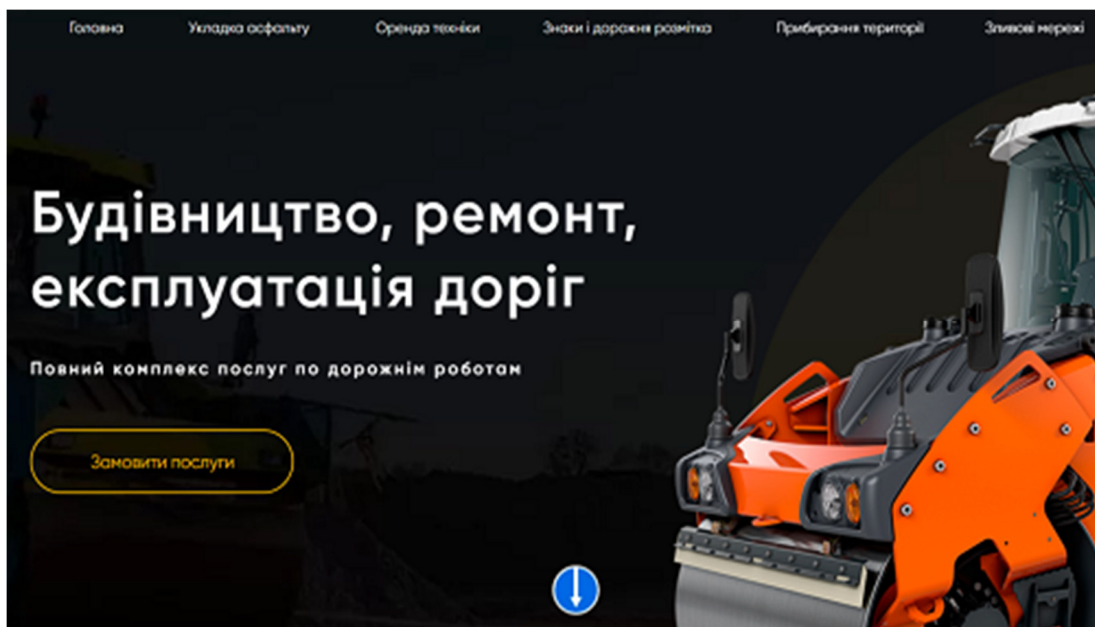 Головна
Укладка асфальту
Оренда техніки
Знаки і дорожня розмітка
Прибирання території
Зливові мережі
Будівництво, ремонт,
експлуатація доріг
Повний комплекс послуг по дорожнім роботам
Замовити послуги